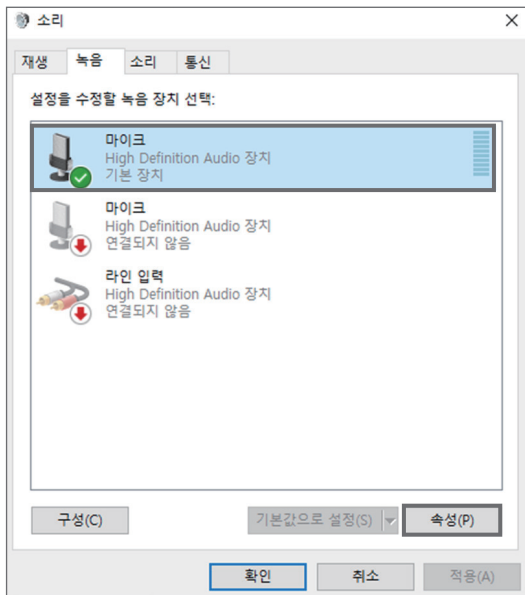 소리
재생 녹음 소리 통신
설정을 수정할 녹음 장치 선택:
마이크
High Definition Audio 장치
기본 장치
마이크
High Definition Audio 장치
연결되지 않음
라인 입력
High Definition Audio 장치
연결되지 않음
구성(C) 기본값으로 설정(S) 속성(P)
확인 취소 적용(A)